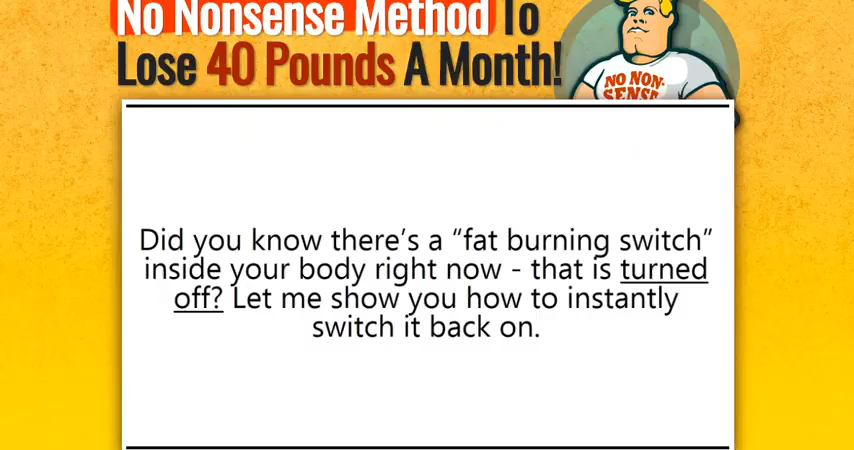 No Nonsense Method To
Lose 40 Pounds A Month!
NO NON-
SENSE
Did you know there's a “fat burning switch”
inside your body right now - that is turned
off? Let me show you how to instantly
switch it back on.